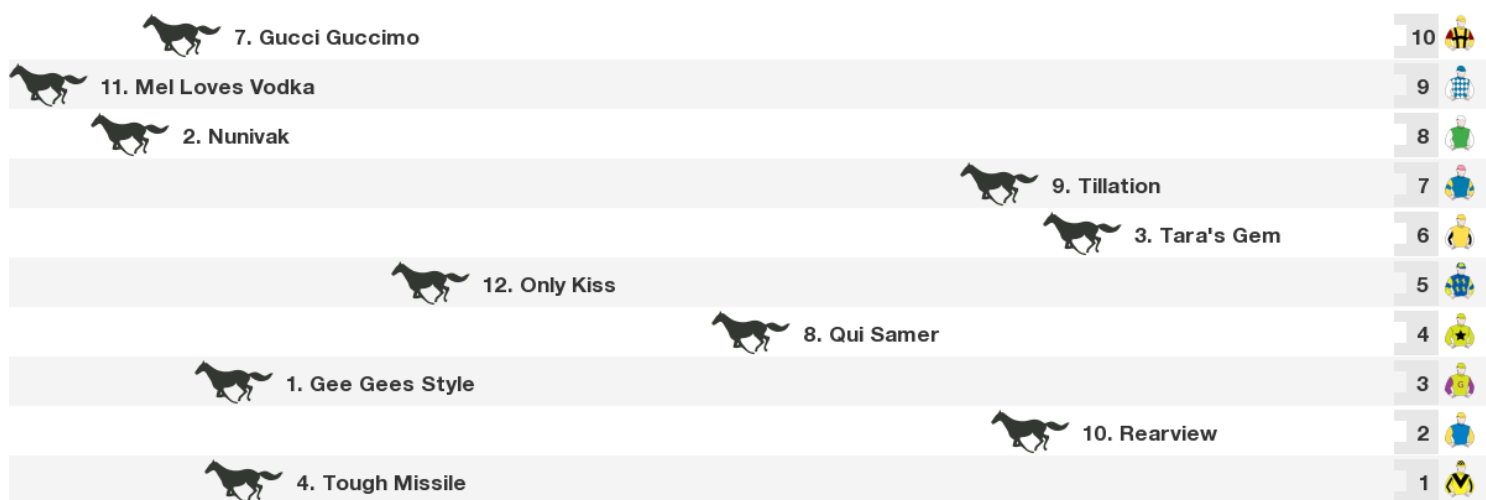 7. Gucci Guccimo 10
11. Mel Loves Vodka 9
2. Nunivak 8
9. Tillation 7
3. Tara's Gem 6
12. Only Kiss 5
8. Qui Samer 4
1. Gee Gees Style 3 G
10. Rearview 2
4. Tough Missile 1